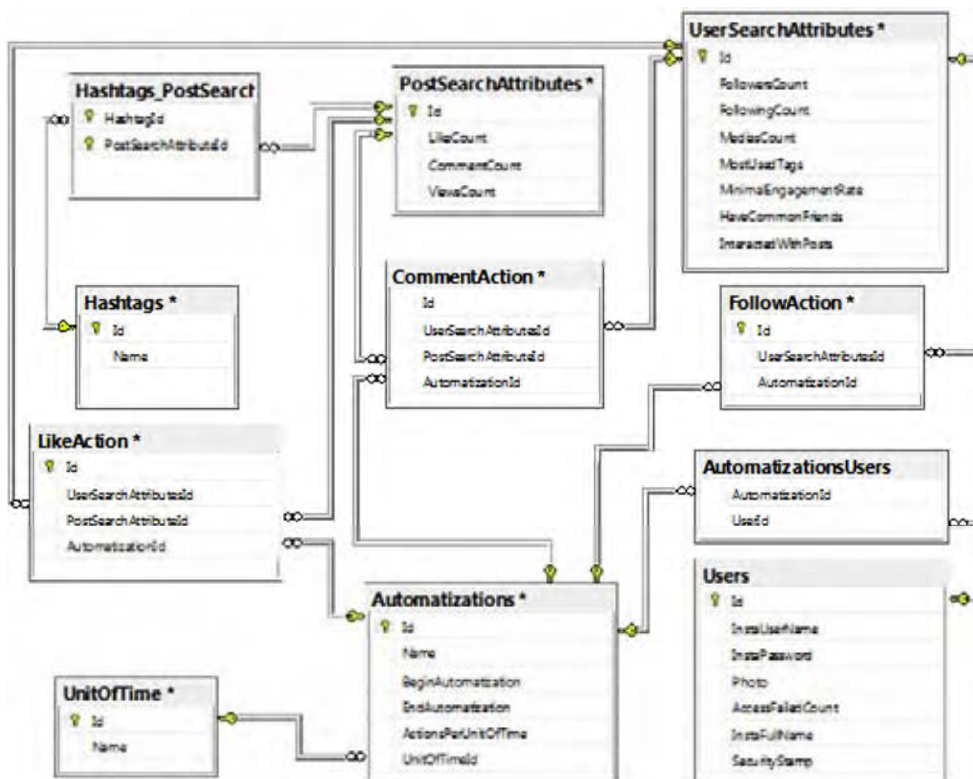 UserSearchAttributes *
Id
FollowersCount
FollowingCount
MediasCount
MostUsedTags
MinimalEngagementRate
HaveCommonFriends
InteractedWithPosts
Hashtags_PostSearch
HashtagId
PostSearchAttributeId
PostSearchAttributes *
Id
LikeCount
CommentCount
ViewsCount
CommentAction *
Id
UserSearchAttributesId
PostSearchAttributeId
AutomatizationId
Hashtags *
Id
Name
FollowAction *
Id
UserSearchAttributesId
AutomatizationId
LikeAction *
Id
UserSearchAttributesId
PostSearchAttributeId
AutomatizationId
AutomatizationsUsers
AutomatizationId
UserId
Automatizations *
Id
Name
BeginAutomatization
EndAutomatization
ActionsPerUnitOfTime
UnitOfTimeId
Users
Id
InstaUserName
InstaPassword
Photo
AccessFailedCount
InstaFullName
SecurityStamp
UnitOfTime *
Id
Name